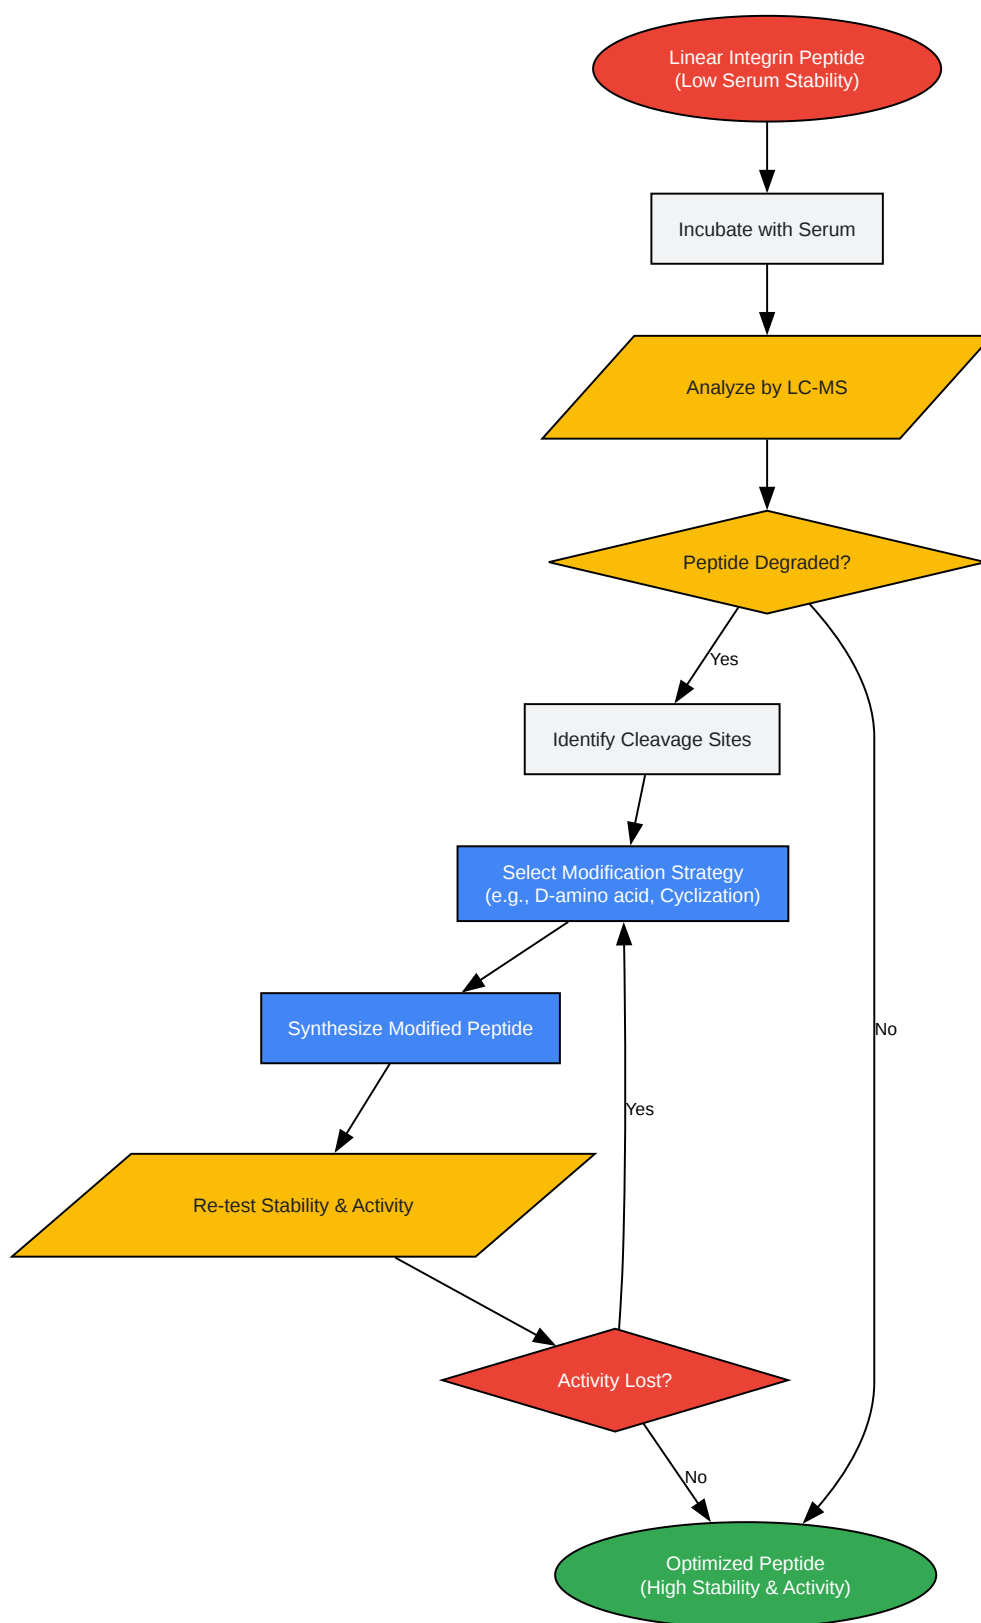 Linear Integrin Peptide
(Low Serum Stability)
Incubate with Serum
Analyze by LC-MS
Peptide Degraded?
Yes
Identify Cleavage Sites
Select Modification Strategy
(e.g., D-amino acid, Cyclization)
Synthesize Modified Peptide
No
Yes
Re-test Stability & Activity
Activity Lost?
No
Optimized Peptide
(High Stability & Activity)